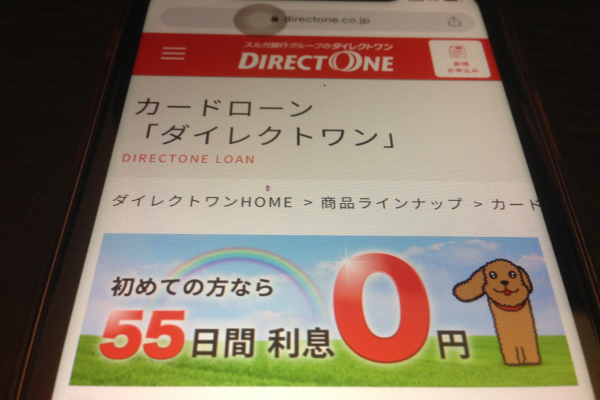 directone.co.jp
スルガ銀行グループのダイレクトワン
DIRECTONE
新規
お申込み
カードローン
「ダイレクトワン」
DIRECTONE LOAN
ダイレクトワンHOME > 商品ラインナップ > カード
初めての方なら
55日間 利息0円